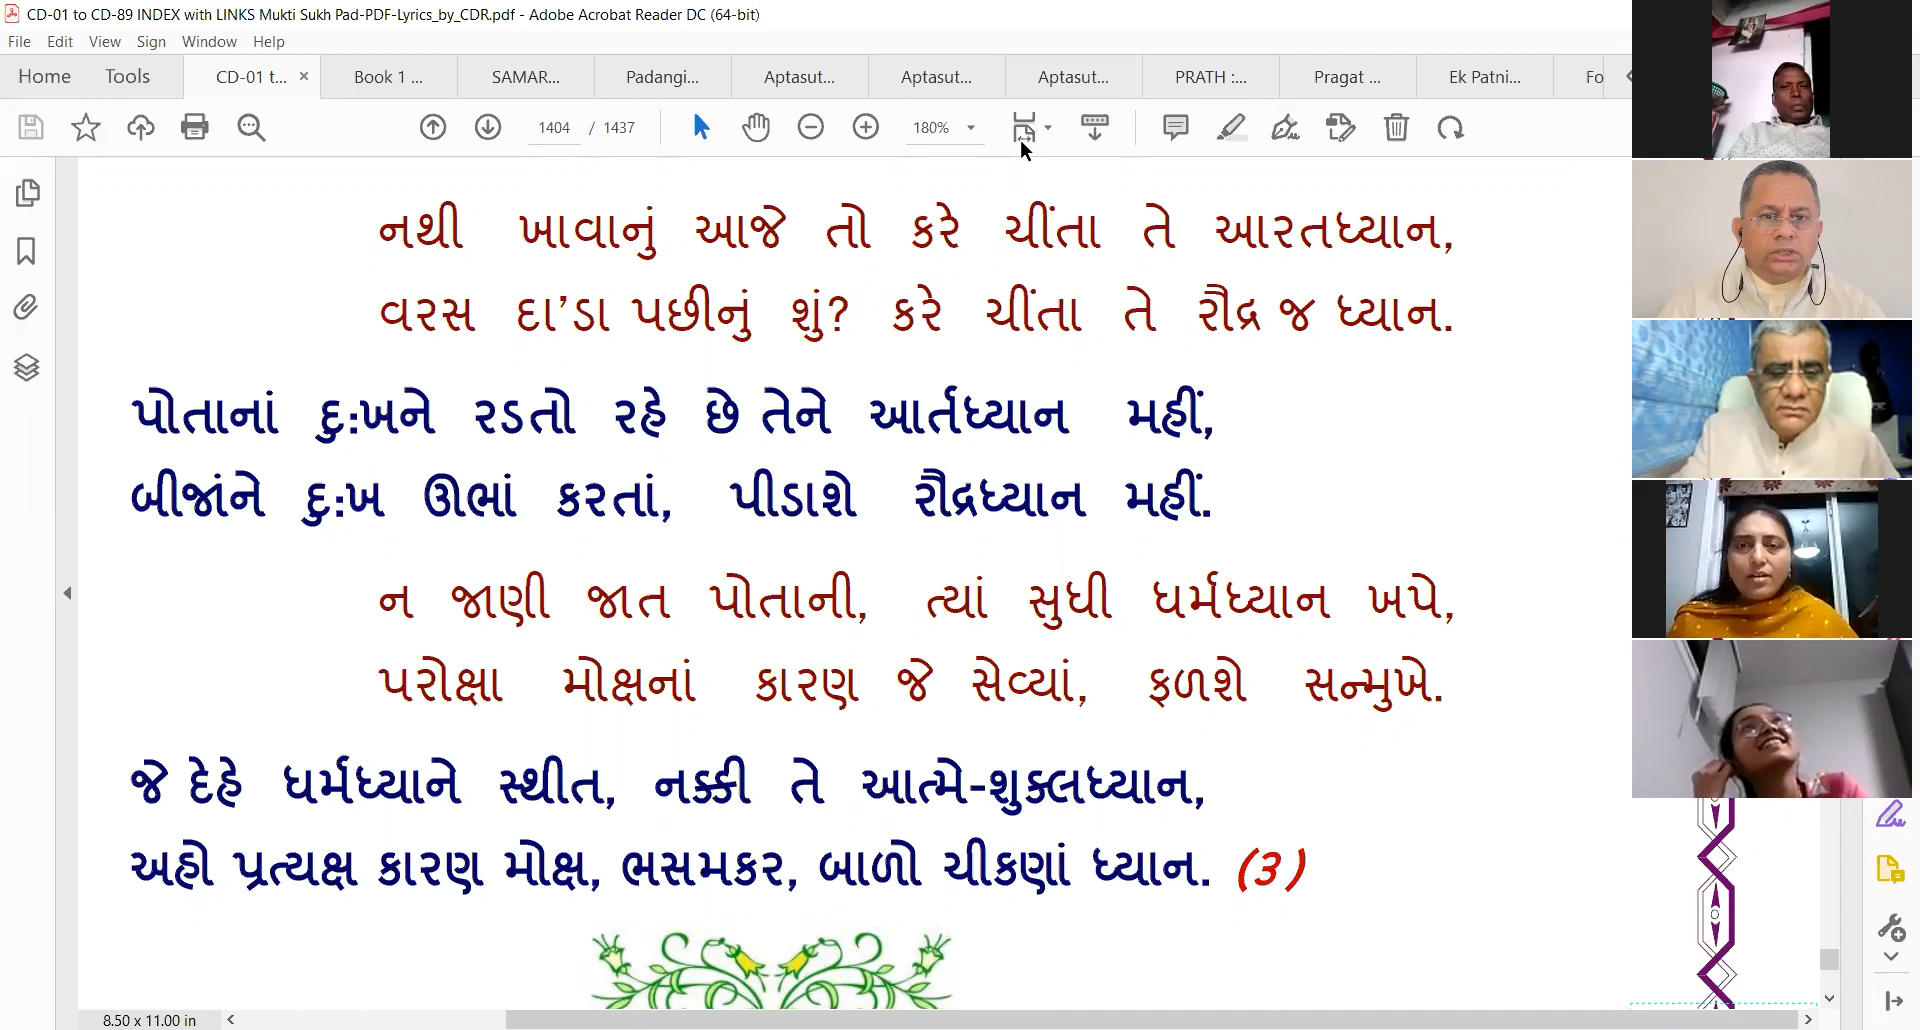 CD-01 to CD-89 INDEX with LINKS Mukti Sukh Pad-PDF-Lyrics_by_CDR.pdf - Adobe Acrobat Reader DC (64-bit)
File Edit View Sign Window Help
Home Tools CD-01 t... × Book 1 ... SAMAR... Padangi... Aptasut... Aptasut... Aptasut... PRATH :... Pragat ... Ek Patni... Fo
1404 / 1437 180%
નથી ખાવાનું આજે તો કરે ચીંતા તે આરતધ્યાન,
વરસ દા’ડા પછીનું શું? કરે ચીંતા તે રૌદ્ર જ ધ્યાન.
પોતાનાં દુ:ખને રડતો રહે છે તેને આર્તધ્યાન મહીં,
બીજાંને દુ:ખ ઊભાં કરતાં, પીડાશે રૌદ્રધ્યાન મહીં.
ન જાણી જાત પોતાની, ત્યાં સુધી ધર્મધ્યાન ખપે,
પરોક્ષા મોક્ષનાં કારણ જે સેવ્યાં, ફળશે સન્મુખે.
જે દેહે ધર્મધ્યાને સ્થીત, નક્કી તે આત્મે-શુક્લધ્યાન,
અહો પ્રત્યક્ષ કારણ મોક્ષ, ભસમકર, બાળો ચીકણાં ધ્યાન. (3)
8.50 x 11.00 in